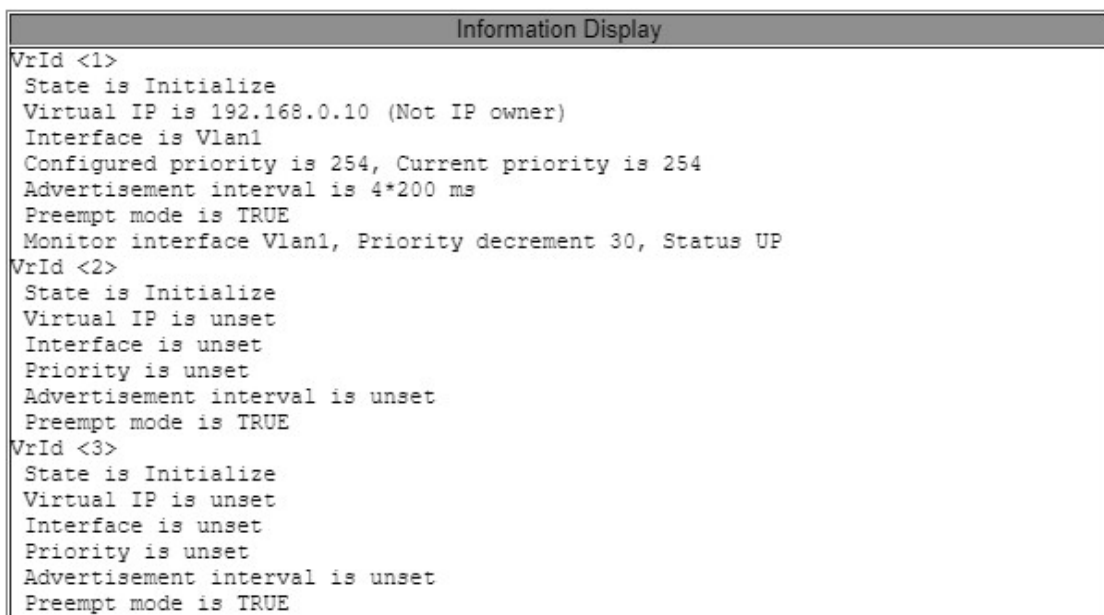 Information Display
VrId <1>
State is Initialize
Virtual IP is 192.168.0.10 (Not IP owner)
Interface is Vlan1
Configured priority is 254, Current priority is 254
Advertisement interval is 4*200 ms
Preempt mode is TRUE
Monitor interface Vlan1, Priority decrement 30, Status UP
VrId <2>
State is Initialize
Virtual IP is unset
Interface is unset
Priority is unset
Advertisement interval is unset
Preempt mode is TRUE
VrId <3>
State is Initialize
Virtual IP is unset
Interface is unset
Priority is unset
Advertisement interval is unset
Preempt mode is TRUE